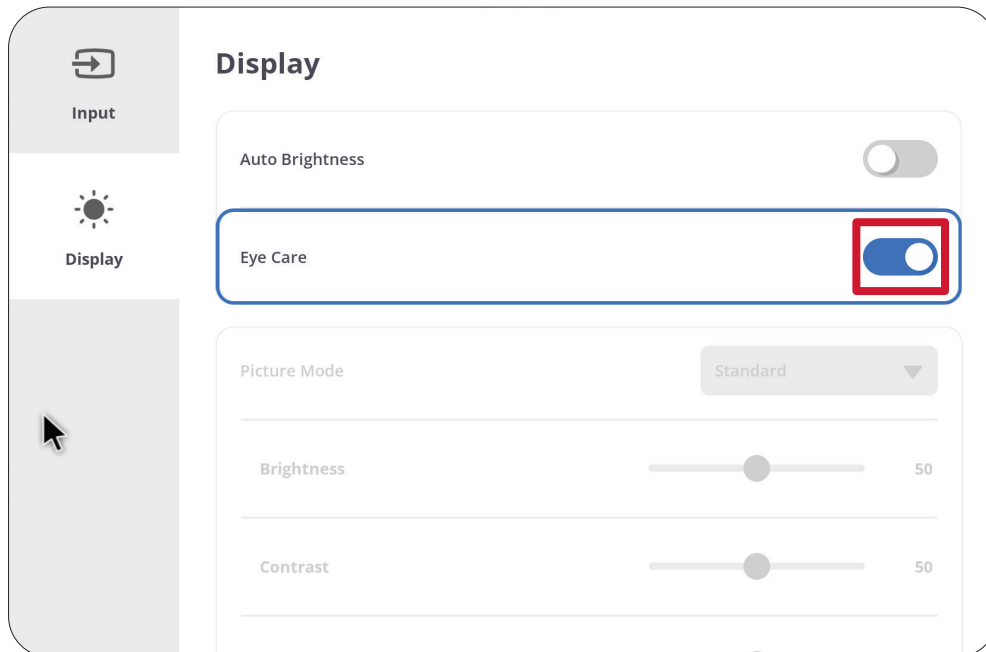 Input
Display
Display
Auto Brightness
Eye Care
Picture Mode Standard
Brightness 50
Contrast 50